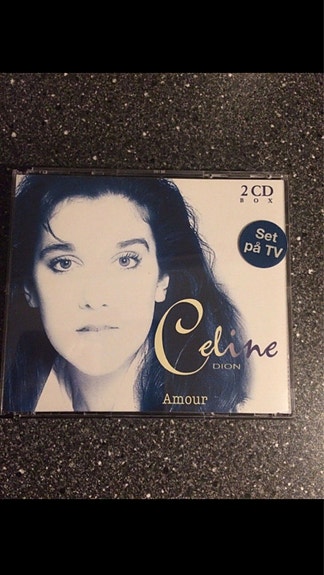 2 CD
BOX
Set
på TV
Celine
DION
Amour